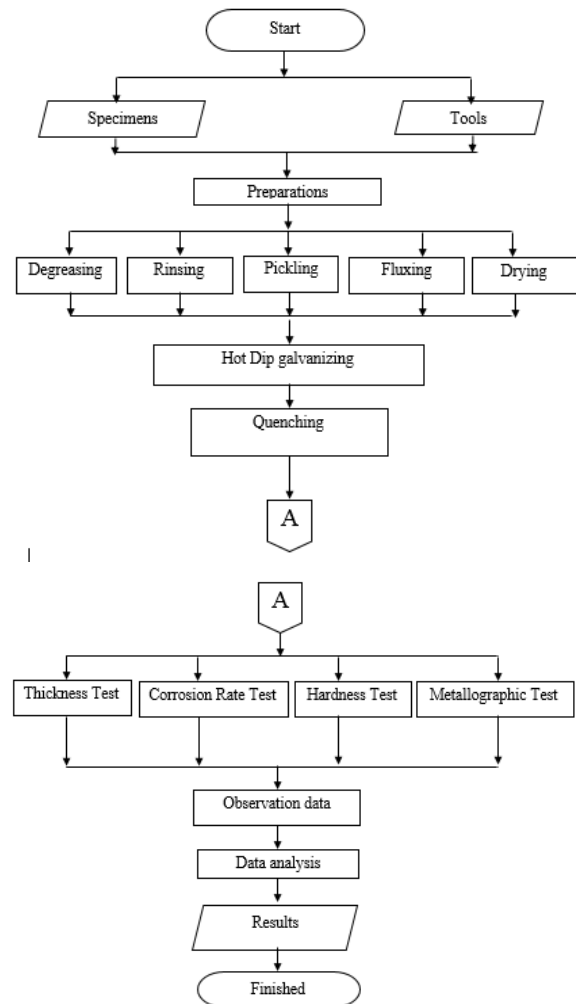 Start
Specimens
Tools
Preparations
Degreasing
Rinsing
Pickling
Fluxing
Drying
Hot Dip galvanizing
Quenching
A
A
Thickness Test
Corrosion Rate Test
Hardness Test
Metallographic Test
Observation data
Data analysis
Results
Finished